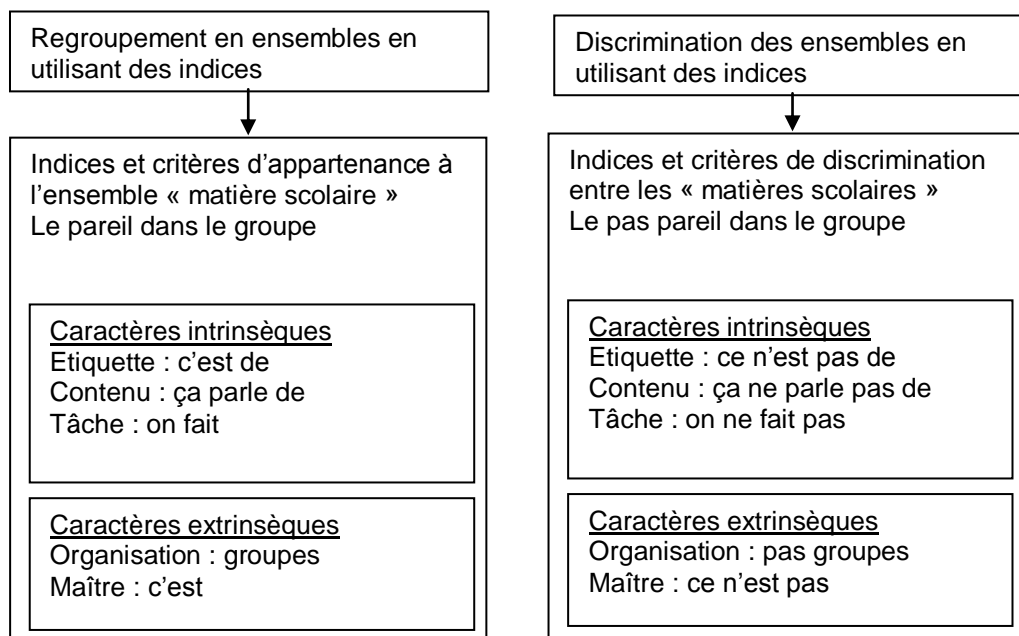 Regroupement en ensembles en
utilisant des indices
Indices et critères d’appartenance à
l’ensemble « matière scolaire »
Le pareil dans le groupe
Caractères intrinsèques
Etiquette : c’est de
Contenu : ça parle de
Tâche : on fait
Caractères extrinsèques
Organisation : groupes
Maître : c’est
Discrimination des ensembles en
utilisant des indices
Indices et critères de discrimination
entre les « matières scolaires »
Le pas pareil dans le groupe
Caractères intrinsèques
Etiquette : ce n’est pas de
Contenu : ça ne parle pas de
Tâche : on ne fait pas
Caractères extrinsèques
Organisation : pas groupes
Maître : ce n’est pas